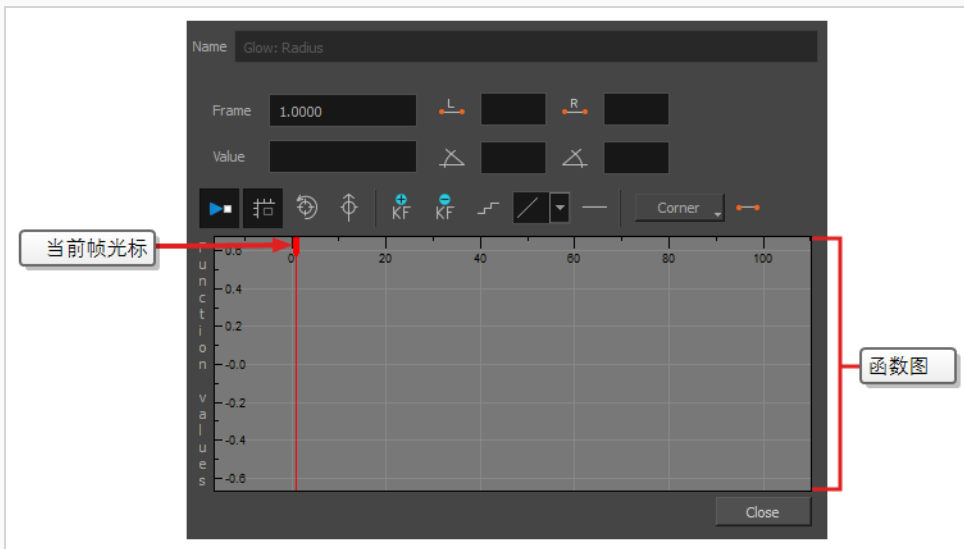 Name Glow: Radius
Frame 1.0000 L R
Value
KF KF Corner
当前帧光标
Function values
0 20 40 60 80 100
0.6
0.4
0.2
-0.0
-0.2
-0.4
-0.6
函数图
Close